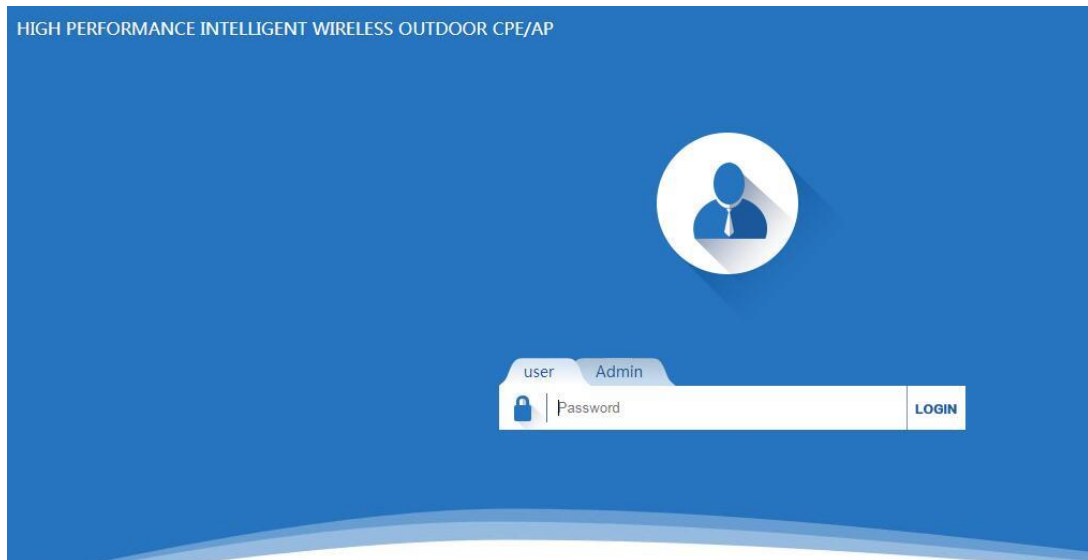 HIGH PERFORMANCE INTELLIGENT WIRELESS OUTDOOR CPE/AP
user Admin
Password LOGIN